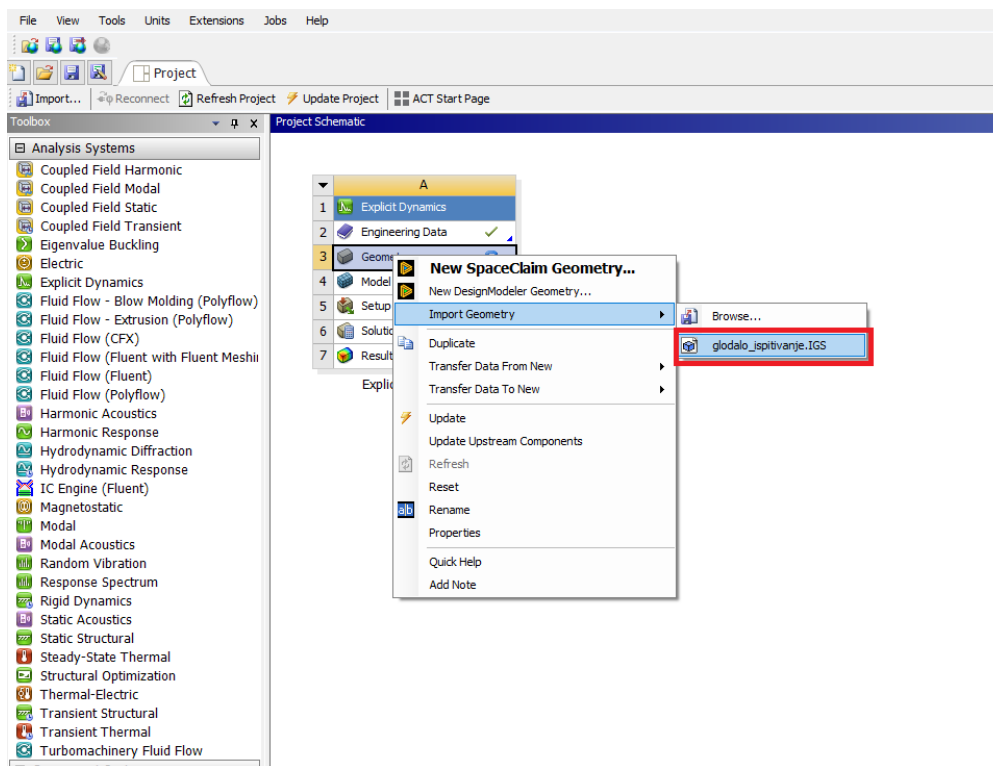 File View Tools Units Extensions Jobs Help
Project
Import... Reconnect Refresh Project Update Project ACT Start Page
Toolbox
Project Schematic
Analysis Systems
Coupled Field Harmonic
Coupled Field Modal
Coupled Field Static
Coupled Field Transient
Eigenvalue Buckling
Electric
Explicit Dynamics
Fluid Flow - Blow Molding (Polyflow)
Fluid Flow - Extrusion (Polyflow)
Fluid Flow (CFX)
Fluid Flow (Fluent with Fluent Meshi
Fluid Flow (Fluent)
Fluid Flow (Polyflow)
Harmonic Acoustics
Harmonic Response
Hydrodynamic Diffraction
Hydrodynamic Response
IC Engine (Fluent)
Magnetostatic
Modal
Modal Acoustics
Random Vibration
Response Spectrum
Rigid Dynamics
Static Acoustics
Static Structural
Steady-State Thermal
Structural Optimization
Thermal-Electric
Transient Structural
Transient Thermal
Turbomachinery Fluid Flow
A
1 Explicit Dynamics
2 Engineering Data
3 Geome
4 Model
5 Setup
6 Solutio
7 Result
Explic
New SpaceClaim Geometry...
New DesignModeler Geometry...
Import Geometry
Duplicate
Transfer Data From New
Transfer Data To New
Update
Update Upstream Components
Refresh
Reset
Rename
Properties
Quick Help
Add Note
Browse...
glodalo_ispitivanje.IGS